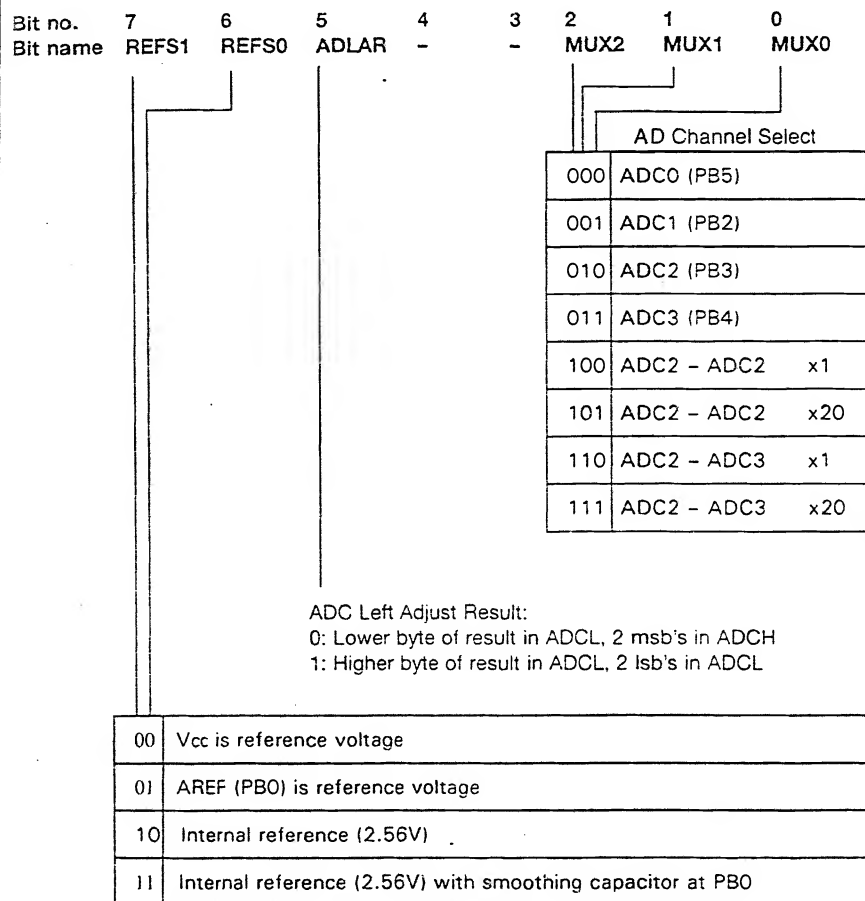 Bit no. 7 6 5 4 3 2 1 0
Bit name REFS1 REFS0 ADLAR – – MUX2 MUX1 MUX0
AD Channel Select
000 ADC0 (PB5)
001 ADC1 (PB2)
010 ADC2 (PB3)
011 ADC3 (PB4)
100 ADC2 – ADC2 x1
101 ADC2 – ADC2 x20
110 ADC2 – ADC3 x1
111 ADC2 – ADC3 x20
ADC Left Adjust Result:
0: Lower byte of result in ADCL, 2 msb's in ADCH
1: Higher byte of result in ADCL, 2 lsb's in ADCL
00 Vcc is reference voltage
01 AREF (PB0) is reference voltage
10 Internal reference (2.56V)
11 Internal reference (2.56V) with smoothing capacitor at PB0